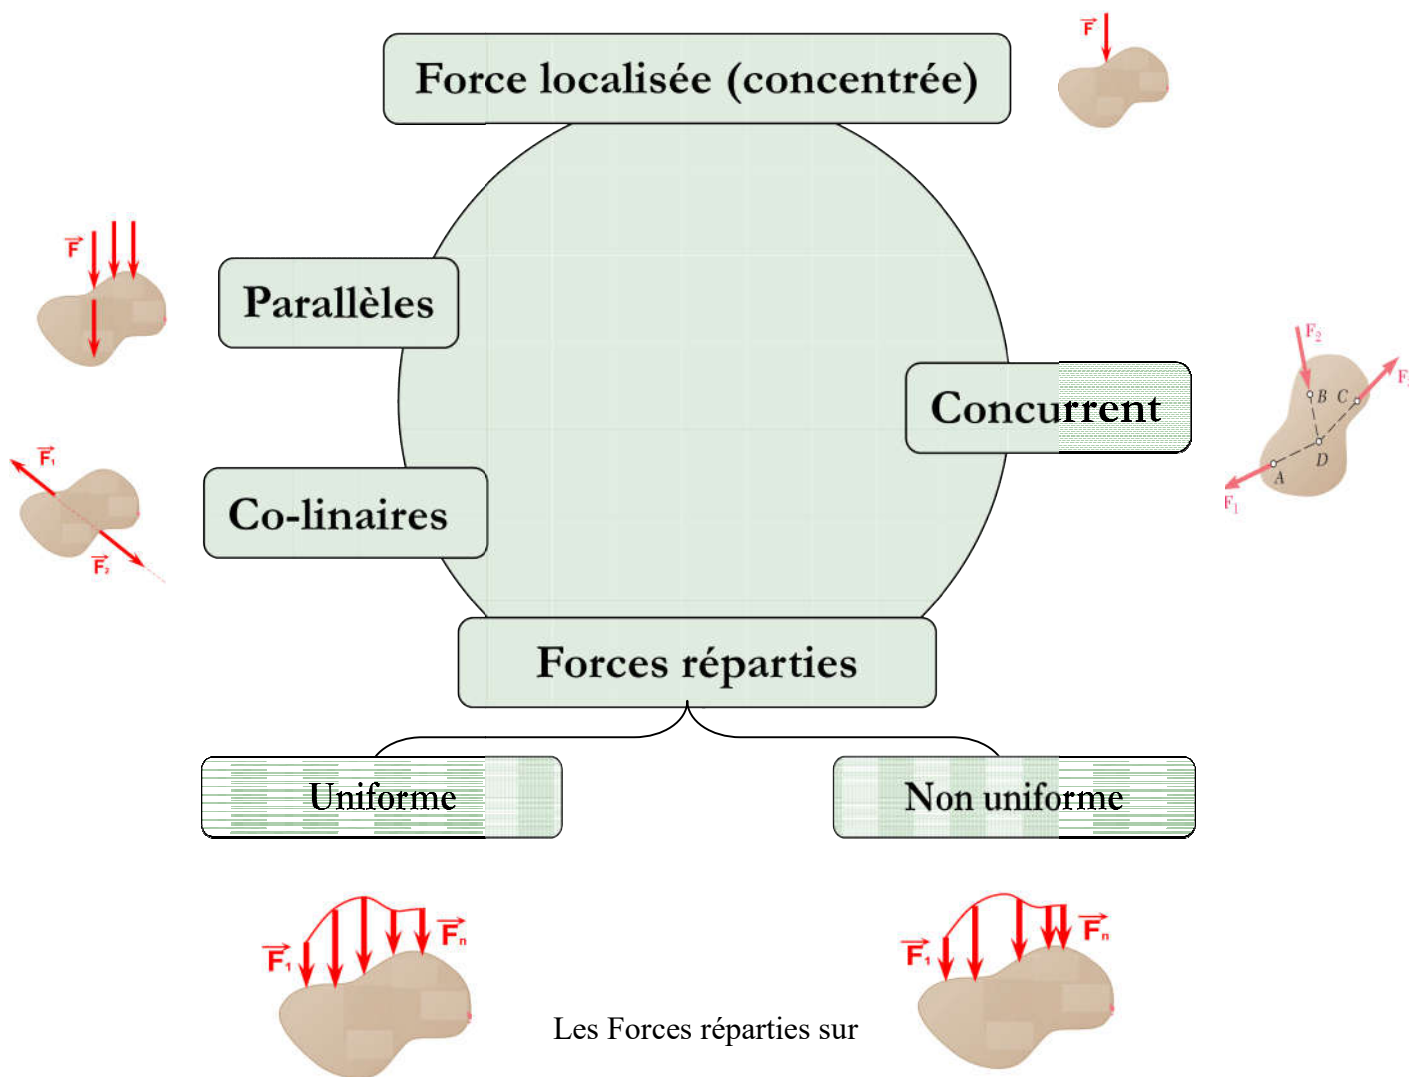 Force localisée (concentrée)
F
Parallèles
F
F₂
B
C
Concurrent
D
A
F₁
F₁
Co-linaires
F₂
Forces réparties
Uniforme
Non uniforme
F₁
Fₙ
F₁
Fₙ
Les Forces réparties sur